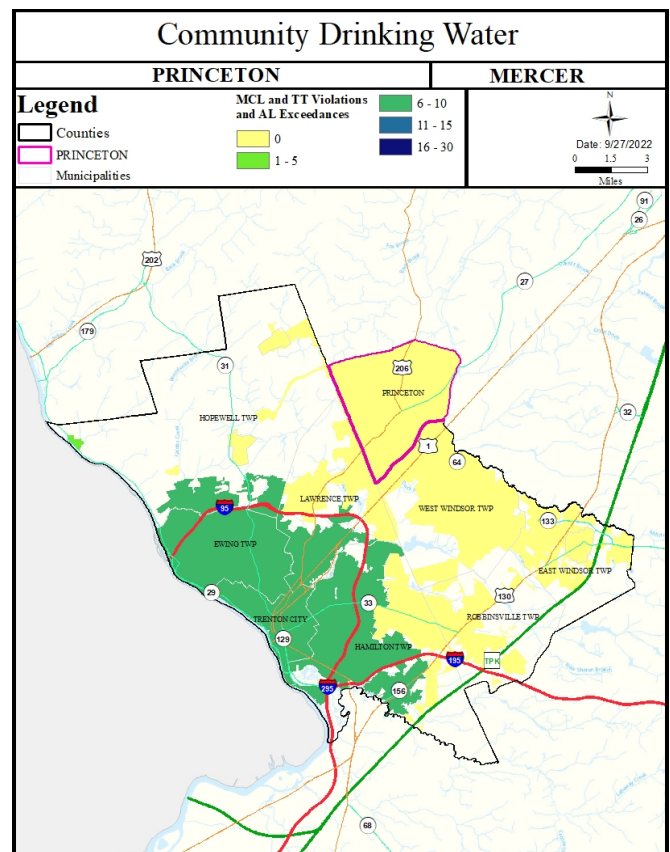 Community Drinking Water
PRINCETON
MERCER
Legend
Counties
PRINCETON
Municipalities
MCL and TT Violations
and AL Exceedances
0
1 - 5
6 - 10
11 - 15
16 - 30
N
Date: 9/27/2022
0 1.5 3
Miles
91
26
202
27
179
31
206
PRINCETON
32
HOPEWELL TWP
1
64
LAWRENCE TWP
WEST WINDSOR TWP
95
133
EWING TWP
EAST WINDSOR TWP
29
130
33
TRENTON CITY
ROBBINSVILLE TWP
129
HAMILTON TWP
195
TPK
295
156
68